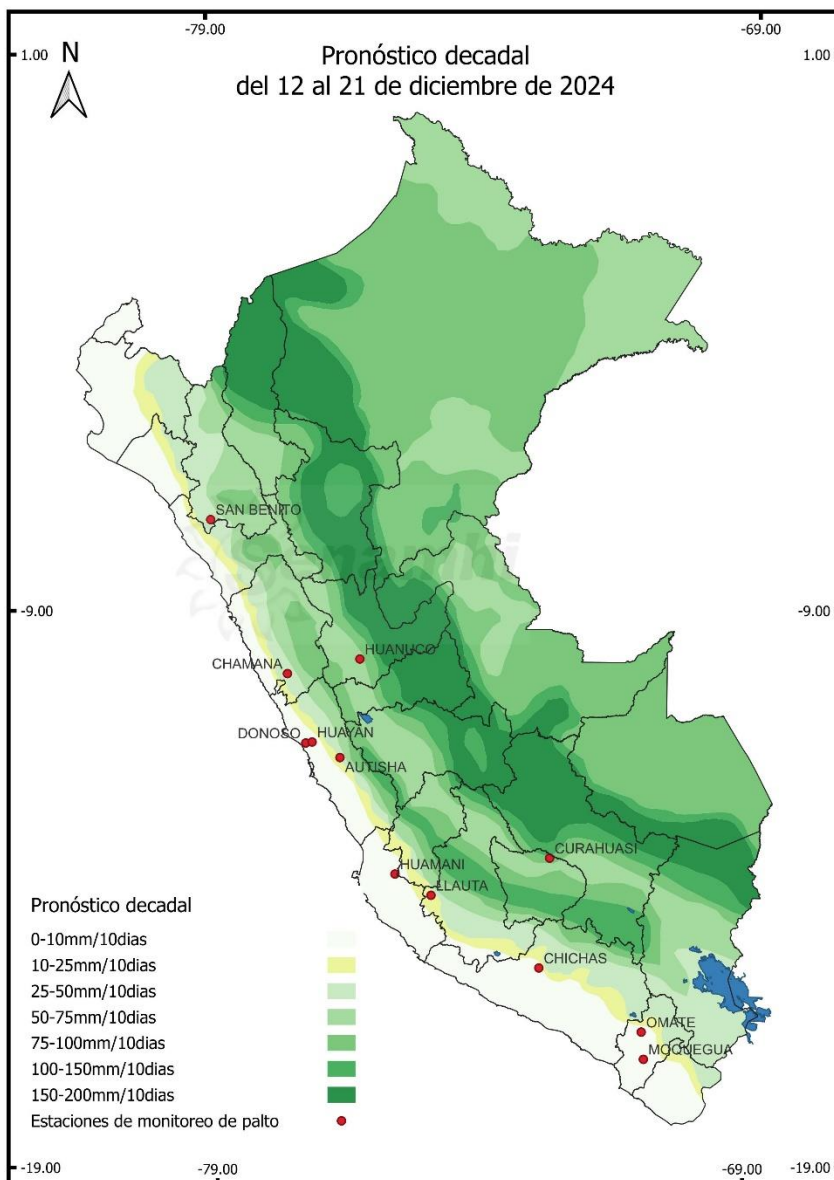 -79.00
-69.00
1.00
1.00
N
Pronóstico decadal
del 12 al 21 de diciembre de 2024
SAN BENITO
-9.00
-9.00
HUANUCO
CHAMANA
DONOSO
HUAYAN
AUTISHA
CURAHUASI
HUAMANI
LLAUTA
CHICHAS
OMATE
MOQUEGUA
Pronóstico decadal
0-10mm/10dias
10-25mm/10dias
25-50mm/10dias
50-75mm/10dias
75-100mm/10dias
100-150mm/10dias
150-200mm/10dias
Estaciones de monitoreo de palto
-19.00
-79.00
-69.00
-19.00